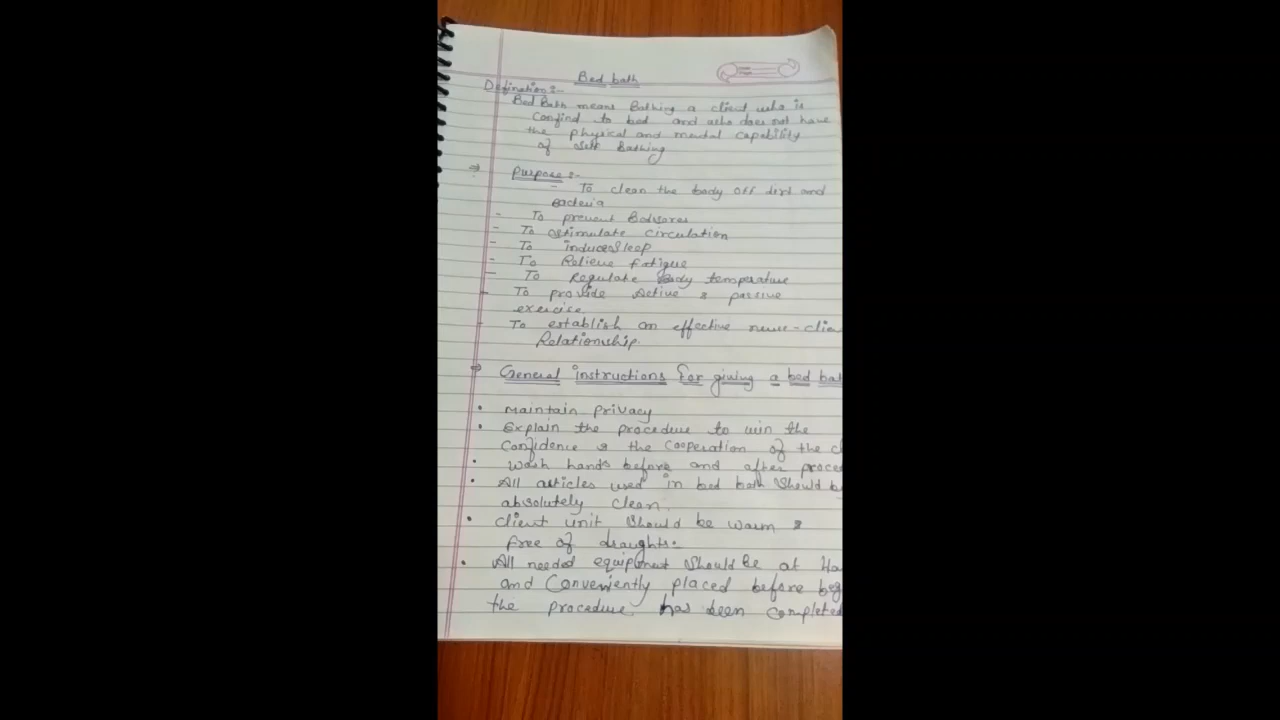 Bed bath
Defination:-
Bed Bath means Bathing a client who is
confind to bed and who does not have
the physical and mental capability
of self Bathing
⇒ Purpose:-
- To clean the body off dirt and
Bacteria
- To prevent Bedsores
- To stimulate circulation
- To induce sleep
- To Relieve fatigue
- To Regulate Body temperature
- To provide Active & passive
exercise
- To establish an effective nurse-clie
Relationship.
⇒ General instructions for giving a bed bat
• Maintain privacy
• Explain the procedure to win the
Confidence & the cooperation of the cl
• Wash hands before and after proce
• All articles used in bed bath should be
absolutely clean.
• Client unit should be warm &
free of draughts:-
• All needed equipment should be at Ha
and Conveniently placed before beg
the procedure has been completed